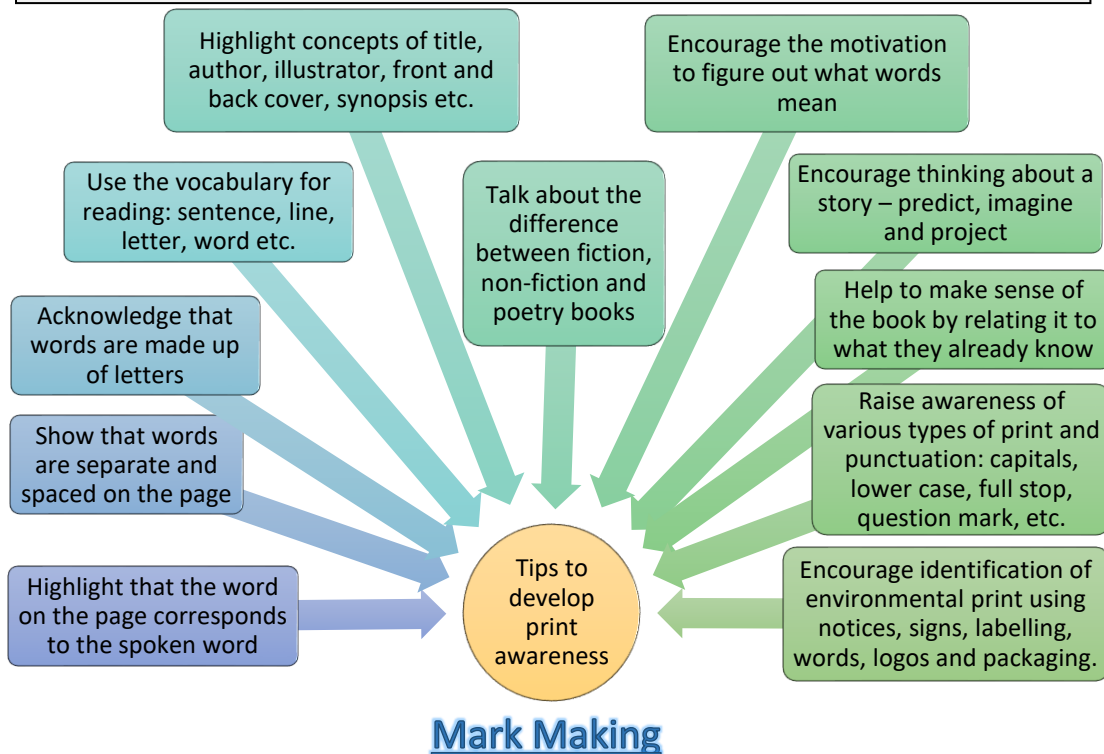 Highlight concepts of title,
author, illustrator, front and
back cover, synopsis etc.
Encourage the motivation
to figure out what words
mean
Use the vocabulary for
reading: sentence, line,
letter, word etc.
Talk about the
difference
between fiction,
non-fiction and
poetry books
Encourage thinking about a
story – predict, imagine
and project
Acknowledge that
words are made up
of letters
Help to make sense of
the book by relating it to
what they already know
Show that words
are separate and
spaced on the page
Raise awareness of
various types of print and
punctuation: capitals,
lower case, full stop,
question mark, etc.
Highlight that the word
on the page corresponds
to the spoken word
Tips to
develop
print
awareness
Encourage identification of
environmental print using
notices, signs, labelling,
words, logos and packaging.
Mark Making